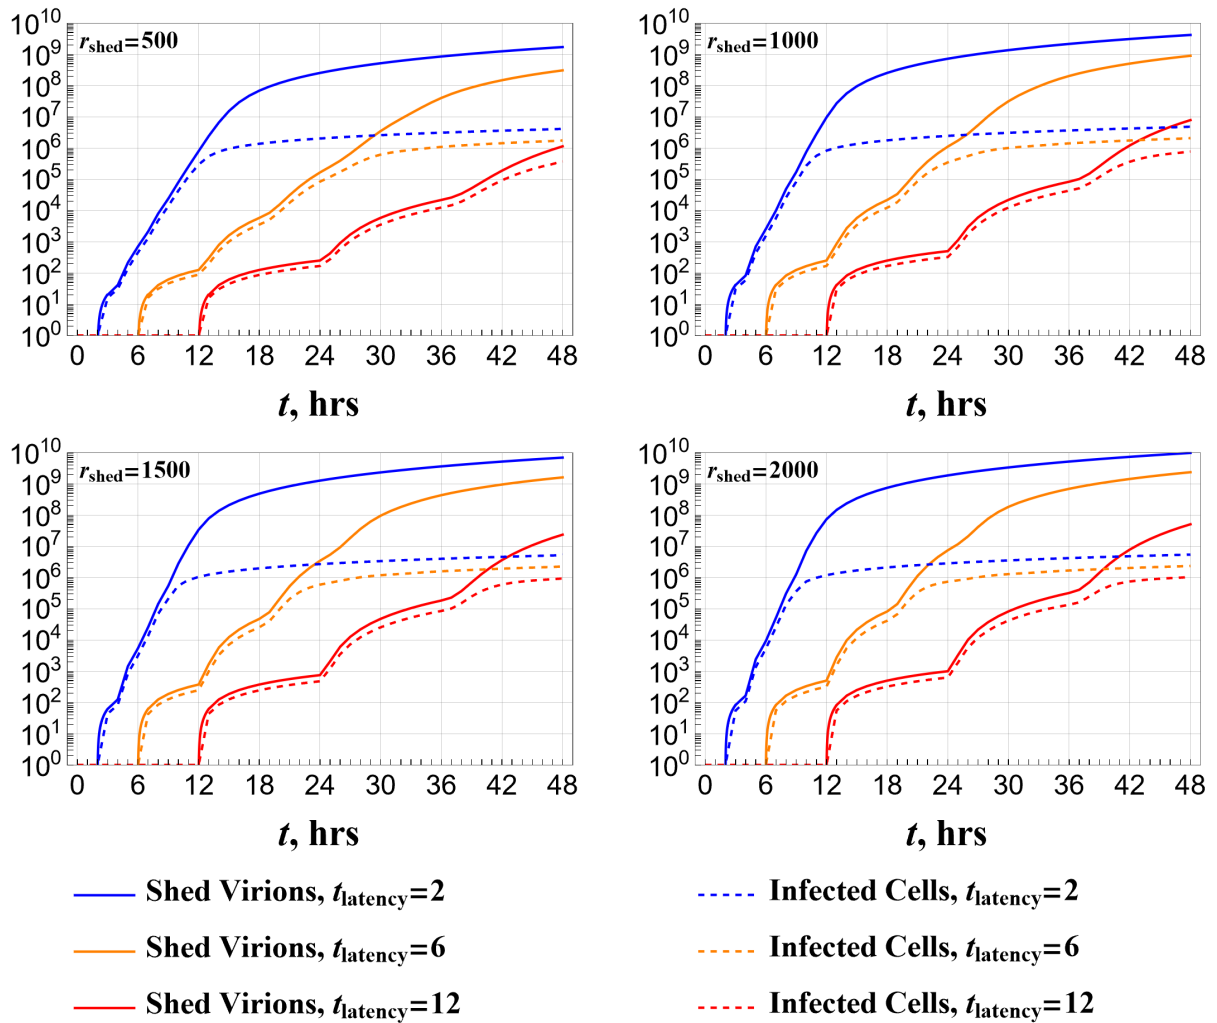 r_shed=500
10^10
10^9
10^8
10^7
10^6
10^5
10^4
10^3
10^2
10^1
10^0
0 6 12 18 24 30 36 42 48
t, hrs
r_shed=1000
10^10
10^9
10^8
10^7
10^6
10^5
10^4
10^3
10^2
10^1
10^0
0 6 12 18 24 30 36 42 48
t, hrs
r_shed=1500
10^10
10^9
10^8
10^7
10^6
10^5
10^4
10^3
10^2
10^1
10^0
0 6 12 18 24 30 36 42 48
t, hrs
r_shed=2000
10^10
10^9
10^8
10^7
10^6
10^5
10^4
10^3
10^2
10^1
10^0
0 6 12 18 24 30 36 42 48
t, hrs
Shed Virions, t_latency=2
Infected Cells, t_latency=2
Shed Virions, t_latency=6
Infected Cells, t_latency=6
Shed Virions, t_latency=12
Infected Cells, t_latency=12